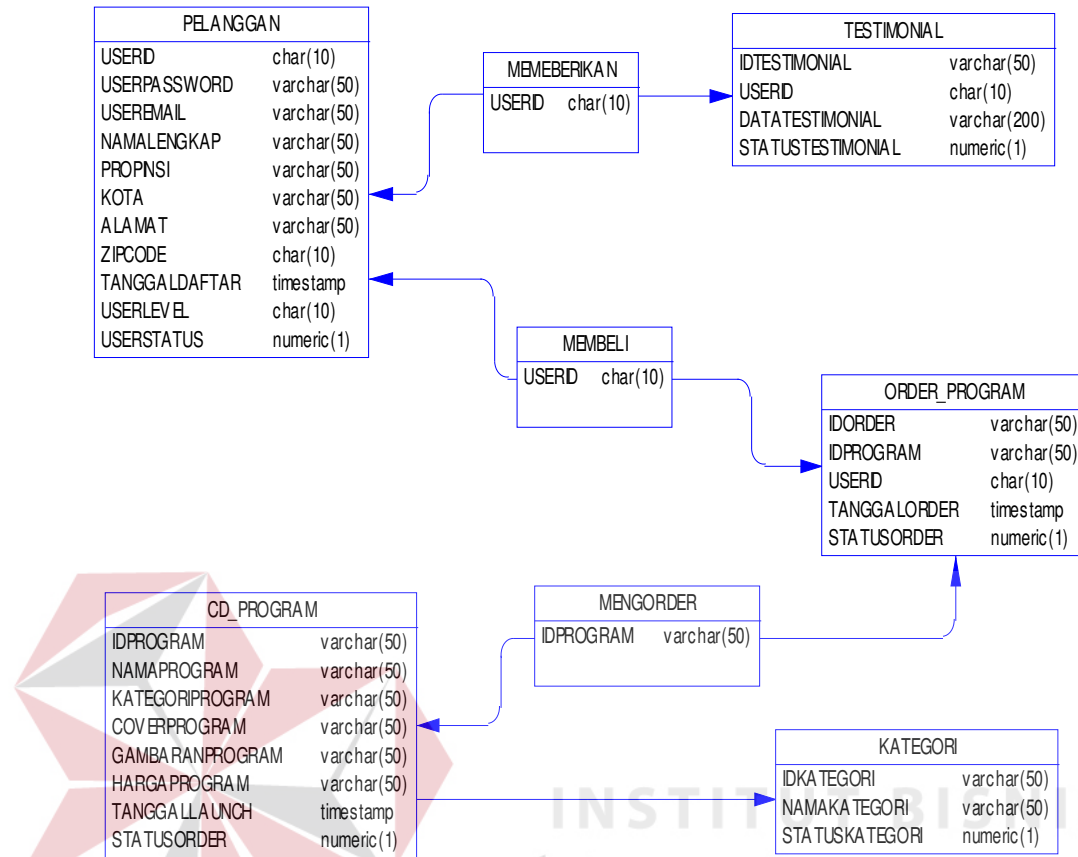 PELANGGAN
USERID char(10)
USERPASSWORD varchar(50)
USEREMAIL varchar(50)
NAMALENGKAP varchar(50)
PROPINSI varchar(50)
KOTA varchar(50)
ALAMAT varchar(50)
ZIPCODE char(10)
TANGGALDAFTAR timestamp
USERLEVEL char(10)
USERSTATUS numeric(1)
MEMEBERIKAN
USERID char(10)
TESTIMONIAL
IDTESTIMONIAL varchar(50)
USERID char(10)
DATATESTIMONIAL varchar(200)
STATUSTESTIMONIAL numeric(1)
MEMBELI
USERID char(10)
ORDER_PROGRAM
IDORDER varchar(50)
IDPROGRAM varchar(50)
USERID char(10)
TANGGALORDER timestamp
STATUSORDER numeric(1)
CD_PROGRAM
IDPROGRAM varchar(50)
NAMAPROGRAM varchar(50)
KATEGORIPROGRAM varchar(50)
COVERPROGRAM varchar(50)
GAMBARANPROGRAM varchar(50)
HARGAPROGRAM varchar(50)
TANGGALLAUNCH timestamp
STATUSORDER numeric(1)
MENGORDER
IDPROGRAM varchar(50)
KATEGORI
IDKATEGORI varchar(50)
NAMAKATEGORI varchar(50)
STATUSKATEGORI numeric(1)
INSTITUT BISNI